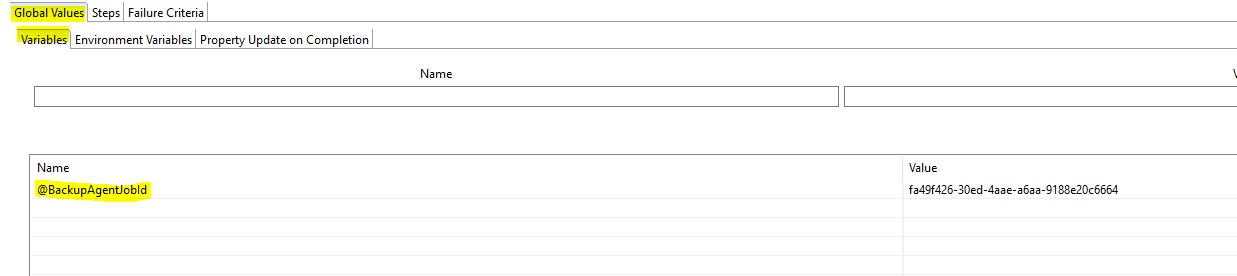 Global Values Steps Failure Criteria
Variables Environment Variables Property Update on Completion
Name
Name Value
@BackupAgentJobId fa49f426-30ed-4aae-a6aa-9188e20c6664